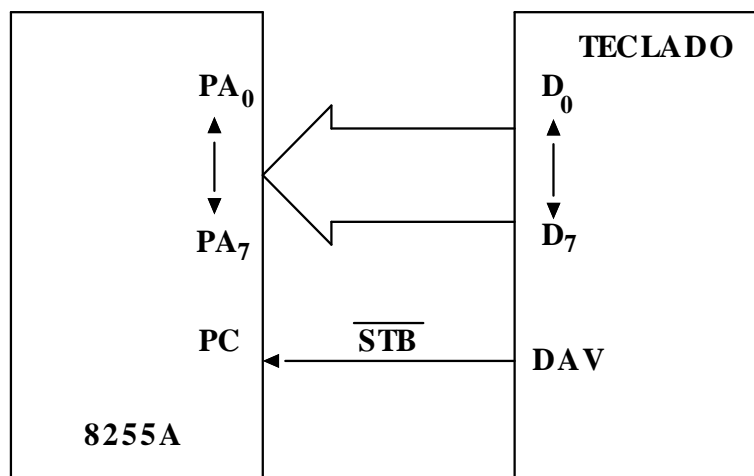 TECLADO
PA0
D0
PA7
D7
PC
STB
DAV
8255A